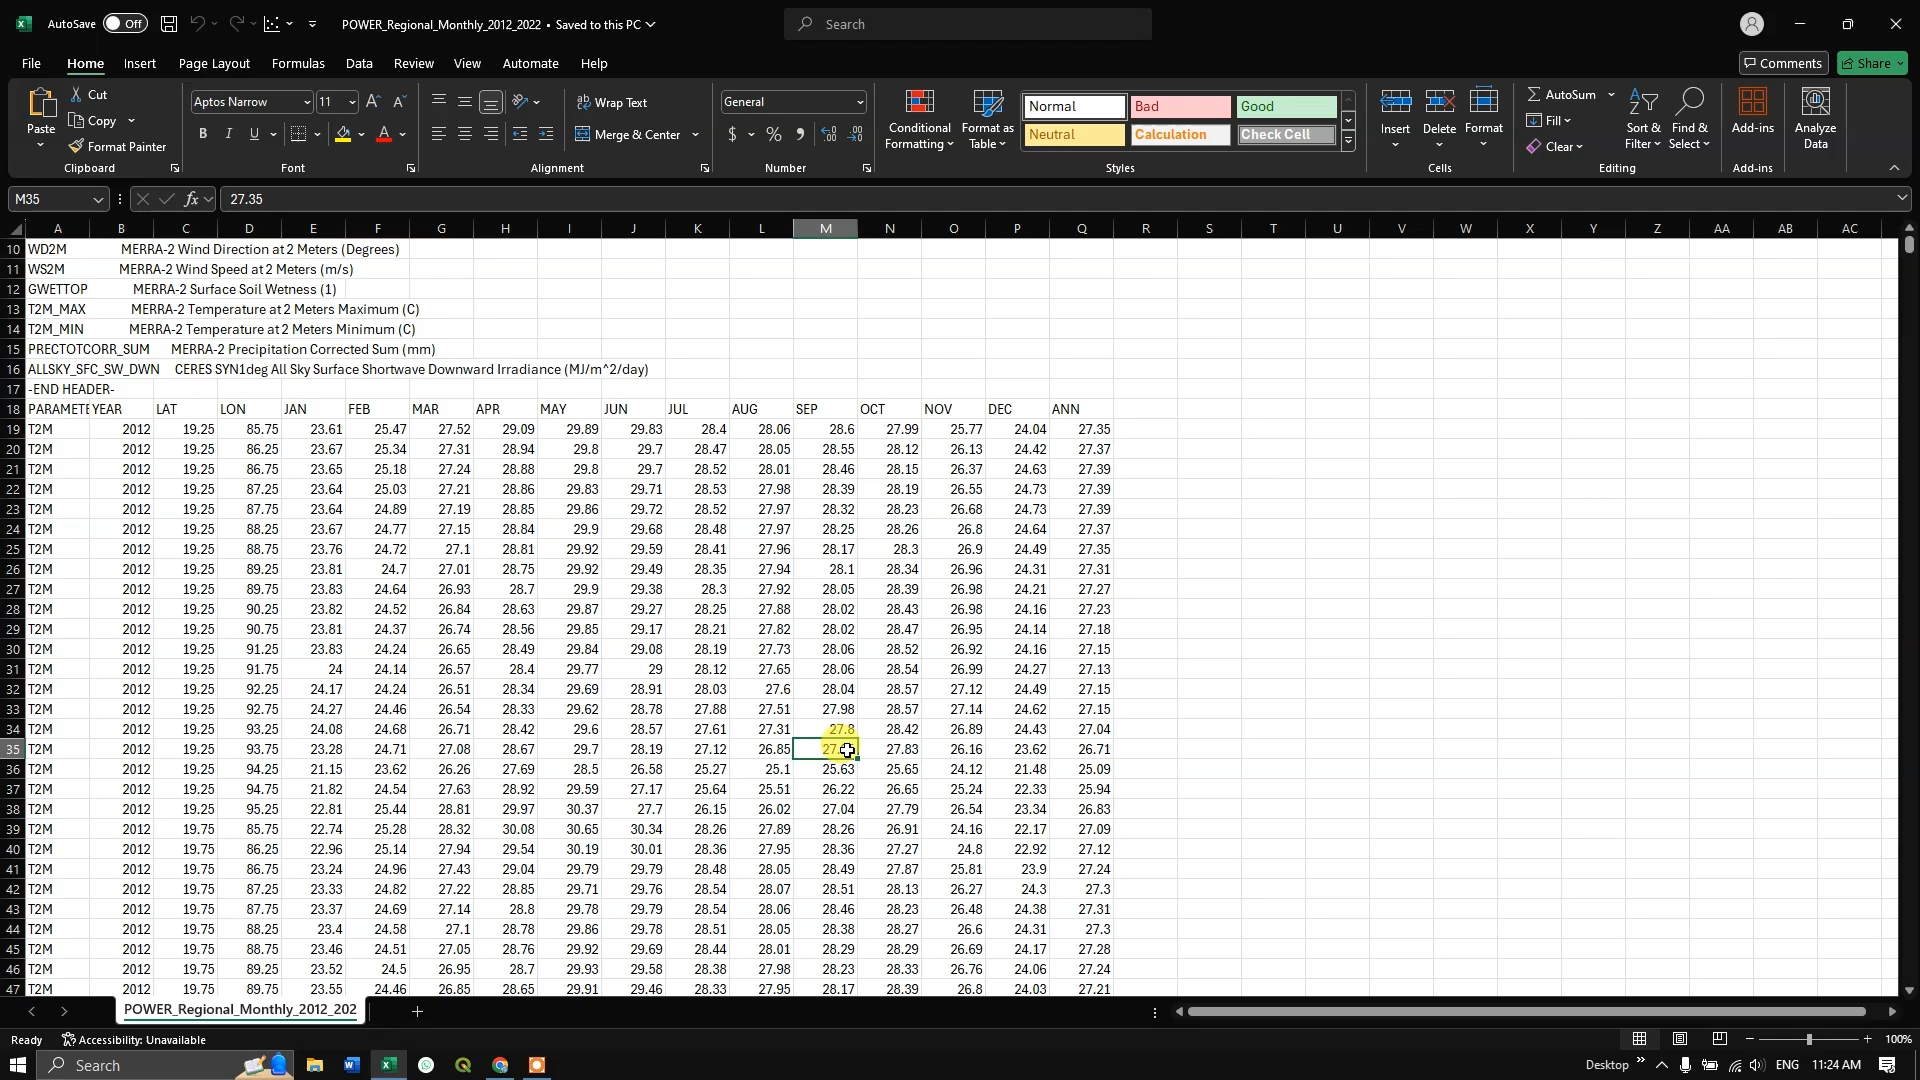 AutoSave Off POWER_Regional_Monthly_2012_2022 • Saved to this PC Search
File Home Insert Page Layout Formulas Data Review View Automate Help Comments Share
Paste Cut Copy Format Painter Clipboard
Aptos Narrow 11 B I U A Font
Wrap Text Merge & Center Alignment
General $ % Number
Conditional Formatting Format as Table Normal Bad Good Neutral Calculation Check Cell Styles
Insert Delete Format Cells
AutoSum Fill Clear Sort & Filter Find & Select Editing
Add-ins Add-ins Analyze Data
M35 fx 27.35
A B C D E F G H I J K L M N O P Q R S T U V W X Y Z AA AB AC
10 WD2M MERRA-2 Wind Direction at 2 Meters (Degrees)
11 WS2M MERRA-2 Wind Speed at 2 Meters (m/s)
12 GWETTOP MERRA-2 Surface Soil Wetness (1)
13 T2M_MAX MERRA-2 Temperature at 2 Meters Maximum (C)
14 T2M_MIN MERRA-2 Temperature at 2 Meters Minimum (C)
15 PRECTOTCORR_SUM MERRA-2 Precipitation Corrected Sum (mm)
16 ALLSKY_SFC_SW_DWN CERES SYN1deg All Sky Surface Shortwave Downward Irradiance (MJ/m^2/day)
17 -END HEADER-
18 PARAMETE YEAR LAT LON JAN FEB MAR APR MAY JUN JUL AUG SEP OCT NOV DEC ANN
19 T2M 2012 19.25 85.75 23.61 25.47 27.52 29.09 29.89 29.83 28.4 28.06 28.6 27.99 25.77 24.04 27.35
20 T2M 2012 19.25 86.25 23.67 25.34 27.31 28.94 29.8 29.7 28.47 28.05 28.55 28.12 26.13 24.42 27.37
21 T2M 2012 19.25 86.75 23.65 25.18 27.24 28.88 29.8 29.7 28.52 28.01 28.46 28.15 26.37 24.63 27.39
22 T2M 2012 19.25 87.25 23.64 25.03 27.21 28.86 29.83 29.71 28.53 27.98 28.39 28.19 26.55 24.73 27.39
23 T2M 2012 19.25 87.75 23.64 24.89 27.19 28.85 29.86 29.72 28.52 27.97 28.32 28.23 26.68 24.73 27.39
24 T2M 2012 19.25 88.25 23.67 24.77 27.15 28.84 29.9 29.68 28.48 27.97 28.25 28.26 26.8 24.64 27.37
25 T2M 2012 19.25 88.75 23.76 24.72 27.1 28.81 29.92 29.59 28.41 27.96 28.17 28.3 26.9 24.49 27.35
26 T2M 2012 19.25 89.25 23.81 24.7 27.01 28.75 29.92 29.49 28.35 27.94 28.1 28.34 26.96 24.31 27.31
27 T2M 2012 19.25 89.75 23.83 24.64 26.93 28.7 29.9 29.38 28.3 27.92 28.05 28.39 26.98 24.21 27.27
28 T2M 2012 19.25 90.25 23.82 24.52 26.84 28.63 29.87 29.27 28.25 27.88 28.02 28.43 26.98 24.16 27.23
29 T2M 2012 19.25 90.75 23.81 24.37 26.74 28.56 29.85 29.17 28.21 27.82 28.02 28.47 26.95 24.14 27.18
30 T2M 2012 19.25 91.25 23.83 24.24 26.65 28.49 29.84 29.08 28.19 27.73 28.06 28.52 26.92 24.16 27.15
31 T2M 2012 19.25 91.75 24 24.14 26.57 28.4 29.77 29 28.12 27.65 28.06 28.54 26.99 24.27 27.13
32 T2M 2012 19.25 92.25 24.17 24.24 26.51 28.34 29.69 28.91 28.03 27.6 28.04 28.57 27.12 24.49 27.15
33 T2M 2012 19.25 92.75 24.27 24.46 26.54 28.33 29.62 28.78 27.88 27.51 27.98 28.57 27.14 24.62 27.15
34 T2M 2012 19.25 93.25 24.08 24.68 26.71 28.42 29.6 28.57 27.61 27.31 27.8 28.42 26.89 24.43 27.04
35 T2M 2012 19.25 93.75 23.28 24.71 27.08 28.67 29.7 28.19 27.12 26.85 27.83 26.16 23.62 26.71
36 T2M 2012 19.25 94.25 21.15 23.62 26.26 27.69 28.5 26.58 25.27 25.1 25.63 25.65 24.12 21.48 25.09
37 T2M 2012 19.25 94.75 21.82 24.54 27.63 28.92 29.59 27.17 25.64 25.51 26.22 26.65 25.24 22.33 25.94
38 T2M 2012 19.25 95.25 22.81 25.44 28.81 29.97 30.37 27.7 26.15 26.02 27.04 27.79 26.54 23.34 26.83
39 T2M 2012 19.75 85.75 22.74 25.28 28.32 30.08 30.65 30.34 28.26 27.89 28.26 26.91 24.16 22.17 27.09
40 T2M 2012 19.75 86.25 22.96 25.14 27.94 29.54 30.19 30.01 28.36 27.95 28.36 27.27 24.8 22.92 27.12
41 T2M 2012 19.75 86.75 23.24 24.96 27.43 29.04 29.79 29.79 28.48 28.05 28.49 27.87 25.81 23.9 27.24
42 T2M 2012 19.75 87.25 23.33 24.82 27.22 28.85 29.71 29.76 28.54 28.07 28.51 28.13 26.27 24.3 27.3
43 T2M 2012 19.75 87.75 23.37 24.69 27.14 28.8 29.78 29.79 28.54 28.06 28.46 28.23 26.48 24.38 27.31
44 T2M 2012 19.75 88.25 23.4 24.58 27.1 28.78 29.86 29.78 28.51 28.05 28.38 28.27 26.6 24.31 27.3
45 T2M 2012 19.75 88.75 23.46 24.51 27.05 28.76 29.92 29.69 28.44 28.01 28.29 28.29 26.69 24.17 27.28
46 T2M 2012 19.75 89.25 23.52 24.5 26.95 28.7 29.93 29.58 28.38 27.98 28.23 28.33 26.76 24.06 27.24
47 T2M 2012 19.75 89.75 23.55 24.46 26.85 28.65 29.91 29.46 28.33 27.95 28.17 28.39 26.8 24.03 27.21
POWER_Regional_Monthly_2012_202
Ready Accessibility: Unavailable 100%
Search Desktop ENG 11:24 AM